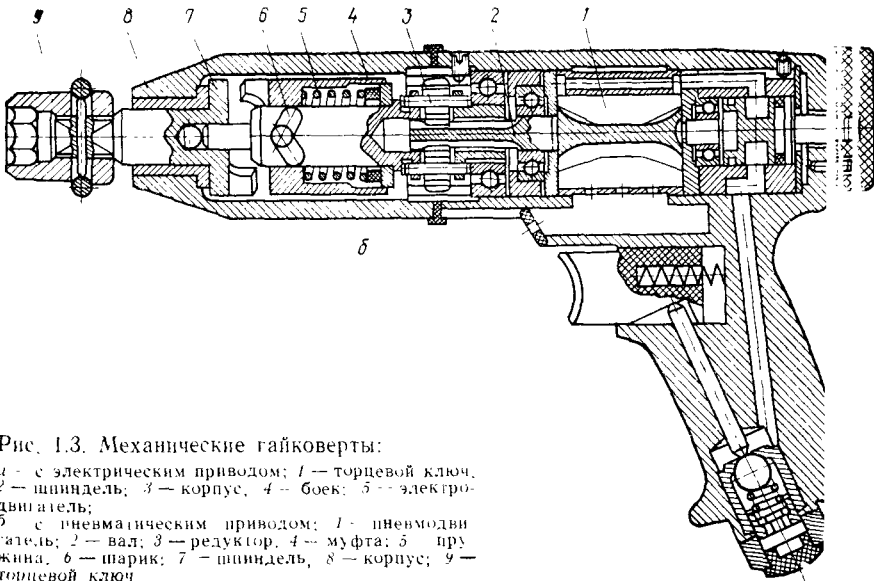 9 8 7 6 5 4 3 2 1
б
Рис. 1.3. Механические гайковерты:
а - с электрическим приводом; 1 — торцевой ключ,
2 — шпиндель; 3 — корпус, 4 - боек; 5 -- электро-
двигатель;
б с пневматическим приводом; 1 - пневмодви
гатель; 2 — вал; 3 — редуктор, 4 — муфта; 5 пру
жина, 6 — шарик; 7 — шпиндель, 8 — корпус; 9 —
торцевой ключ